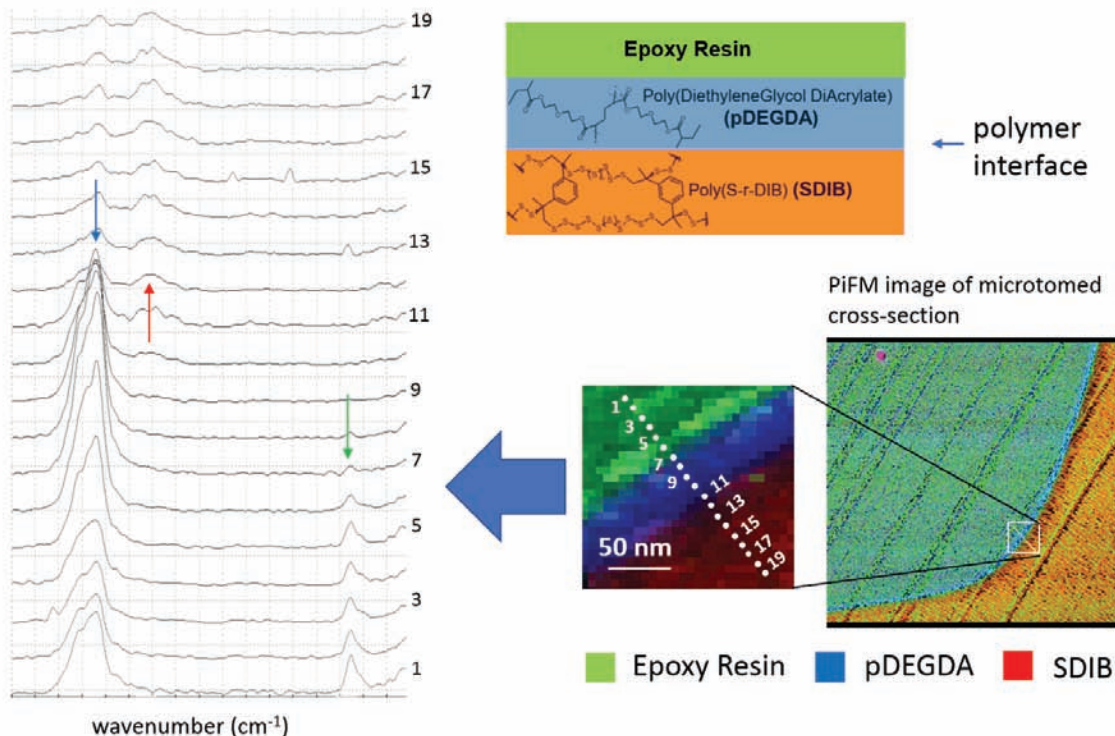 19
17
15
13
11
9
7
5
3
1
wavenumber (cm⁻¹)
Epoxy Resin
Poly(DiethyleneGlycol DiAcrylate)
(pDEGDA)
Poly(S-r-DIB) (SDIB)
polymer
interface
PiFM image of microtomed
cross-section
1
3
5
7
9
11
13
15
17
19
50 nm
Epoxy Resin
pDEGDA
SDIB